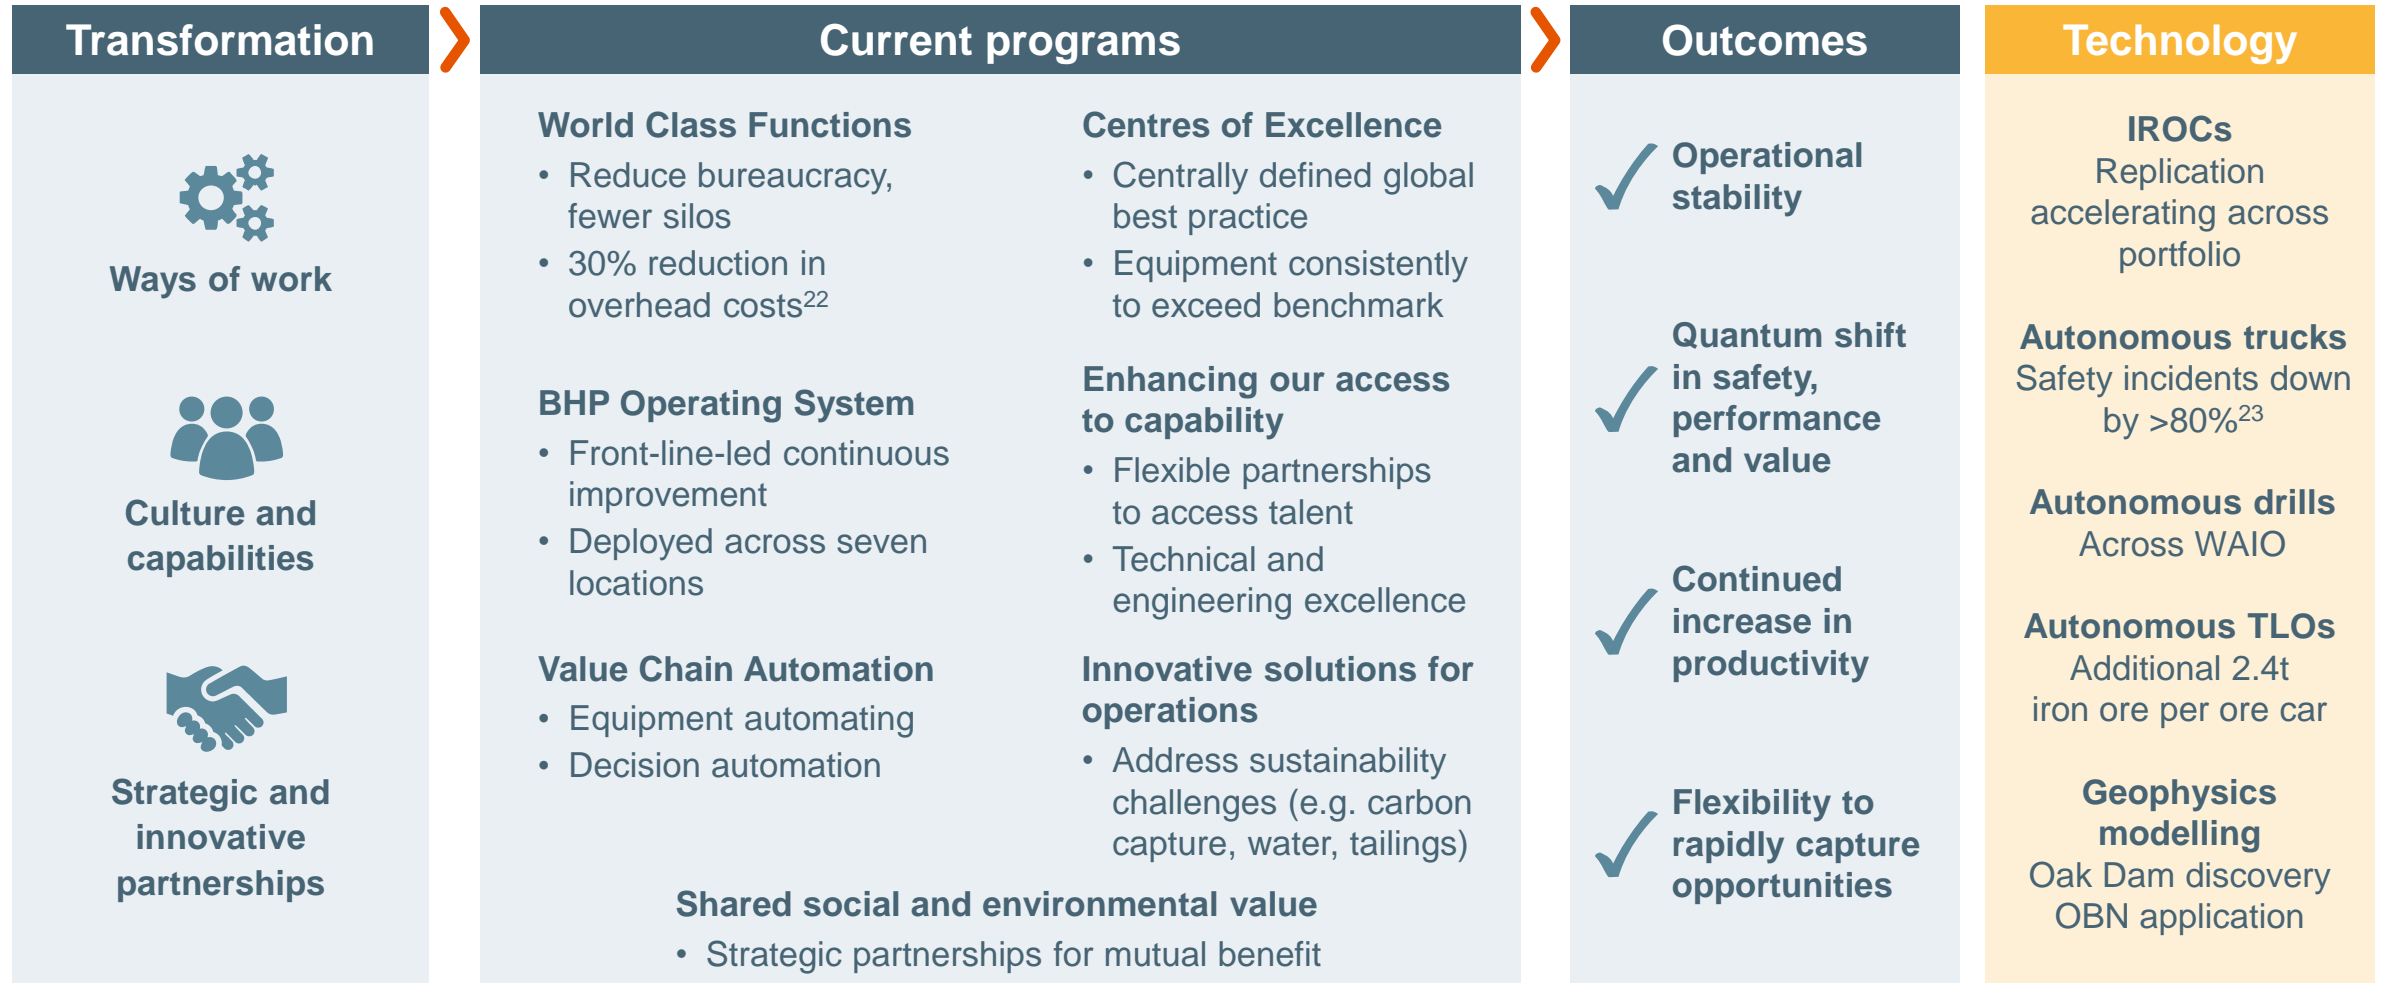 Transformation
Ways of work
Culture and
capabilities
Strategic and
innovative
partnerships
Current programs
World Class Functions
• Reduce bureaucracy,
fewer silos
• 30% reduction in
overhead costs22
BHP Operating System
• Front-line-led continuous
improvement
• Deployed across seven
locations
Value Chain Automation
• Equipment automating
• Decision automation
Centres of Excellence
• Centrally defined global
best practice
• Equipment consistently
to exceed benchmark
Enhancing our access
to capability
• Flexible partnerships
to access talent
• Technical and
engineering excellence
Innovative solutions for
operations
• Address sustainability
challenges (e.g. carbon
capture, water, tailings)
Shared social and environmental value
• Strategic partnerships for mutual benefit
Outcomes
Operational
stability
Quantum shift
in safety,
performance
and value
Continued
increase in
productivity
Flexibility to
rapidly capture
opportunities
Technology
IROCs
Replication
accelerating across
portfolio
Autonomous trucks
Safety incidents down
by >80%23
Autonomous drills
Across WAIO
Autonomous TLOs
Additional 2.4t
iron ore per ore car
Geophysics
modelling
Oak Dam discovery
OBN application